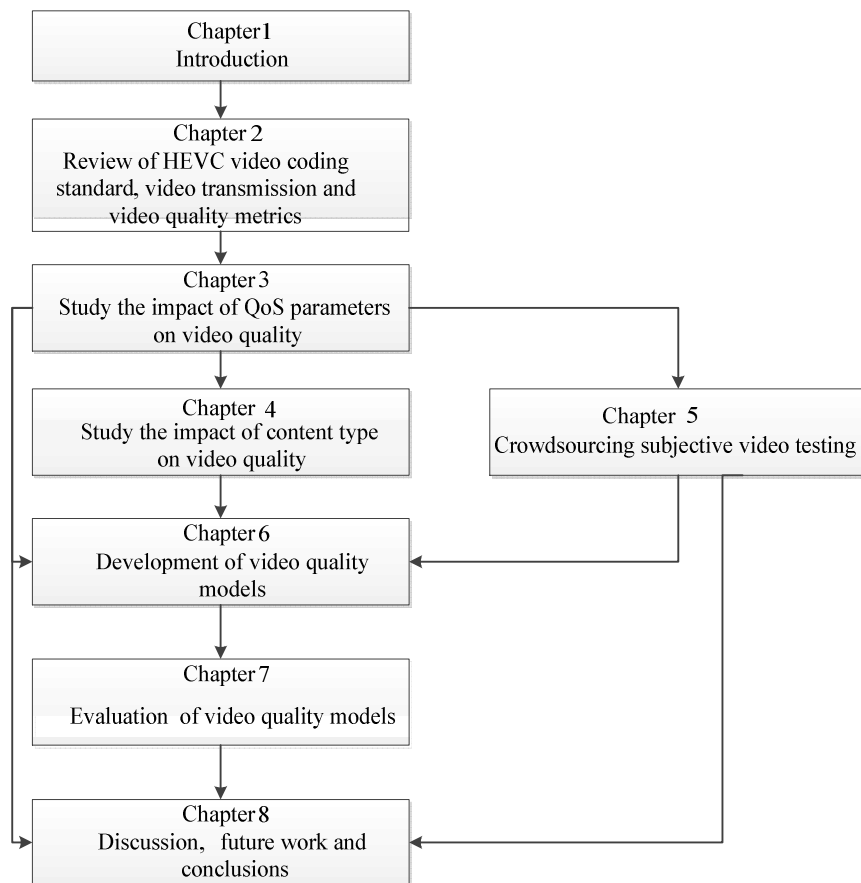 Chapter 1
Introduction
Chapter 2
Review of HEVC video coding
standard, video transmission and
video quality metrics
Chapter 3
Study the impact of QoS parameters
on video quality
Chapter 4
Study the impact of content type
on video quality
Chapter 5
Crowdsourcing subjective video testing
Chapter 6
Development of video quality
models
Chapter 7
Evaluation of video quality models
Chapter 8
Discussion, future work and
conclusions